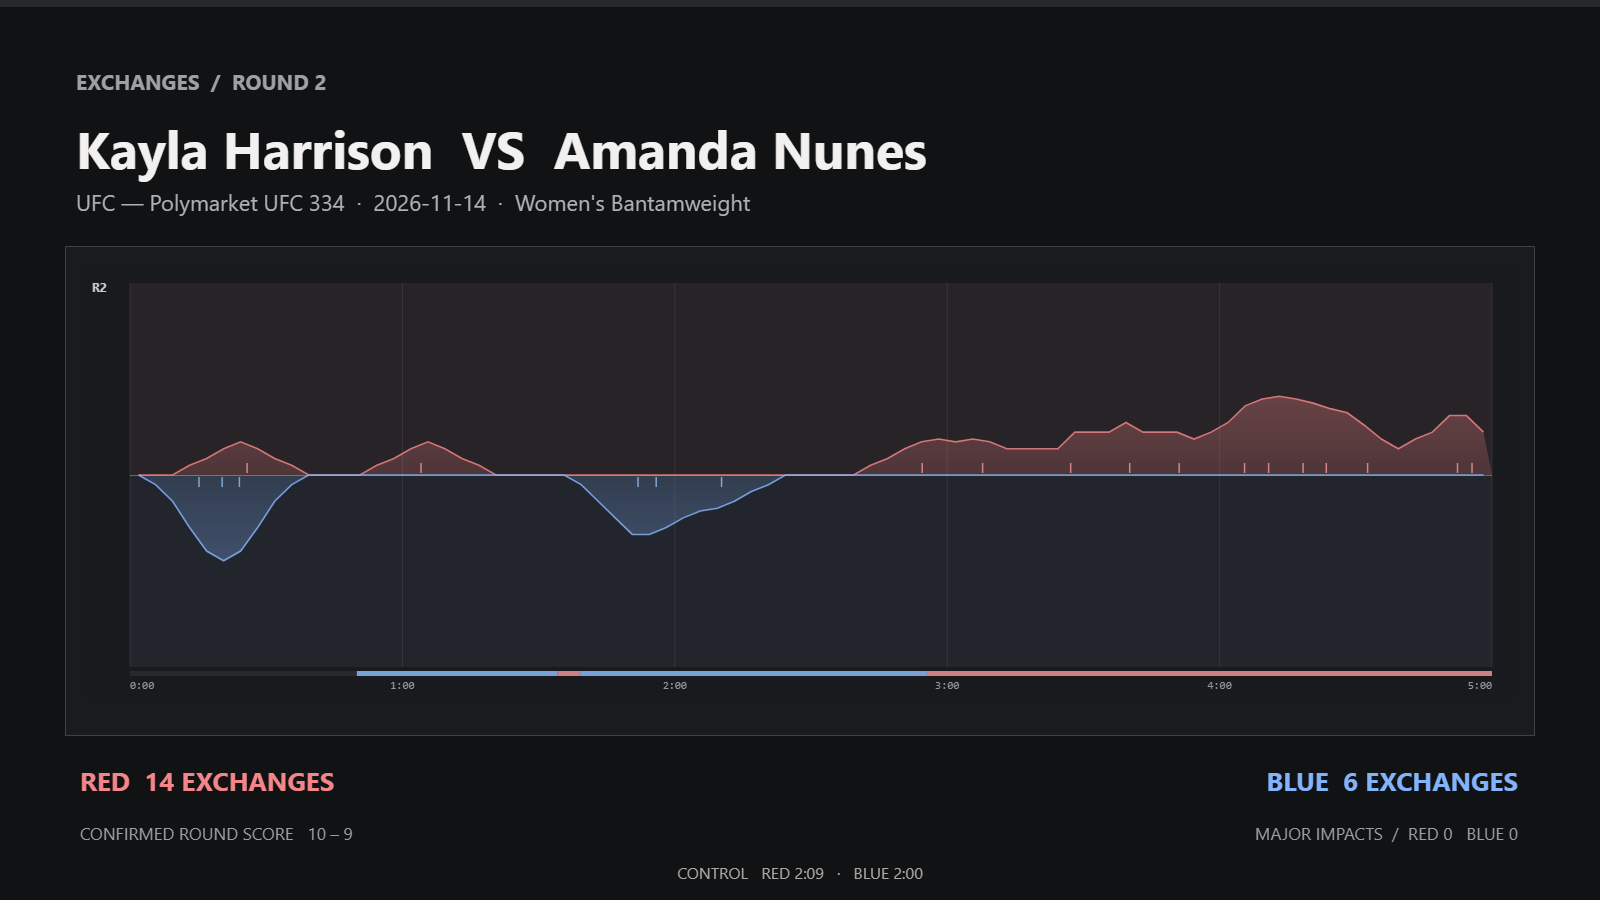 EXCHANGES / ROUND 2
Kayla Harrison VS Amanda Nunes
UFC — Polymarket UFC 334 · 2026-11-14 · Women's Bantamweight
R2
0:00 1:00 2:00 3:00 4:00 5:00
RED 14 EXCHANGES
BLUE 6 EXCHANGES
CONFIRMED ROUND SCORE 10 – 9
MAJOR IMPACTS / RED 0 BLUE 0
CONTROL RED 2:09 · BLUE 2:00